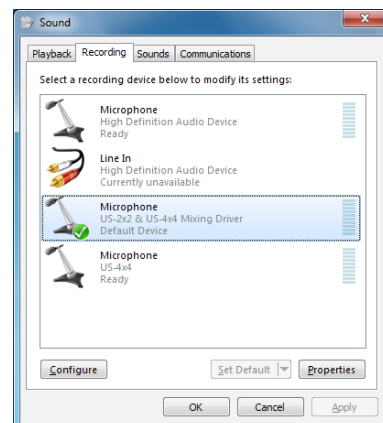 Sound
Playback Recording Sounds Communications
Select a recording device below to modify its settings:
Microphone
High Definition Audio Device
Ready
Line In
High Definition Audio Device
Currently unavailable
Microphone
US-2x2 & US-4x4 Mixing Driver
Default Device
Microphone
US-4x4
Ready
Configure Set Default Properties
OK Cancel Apply